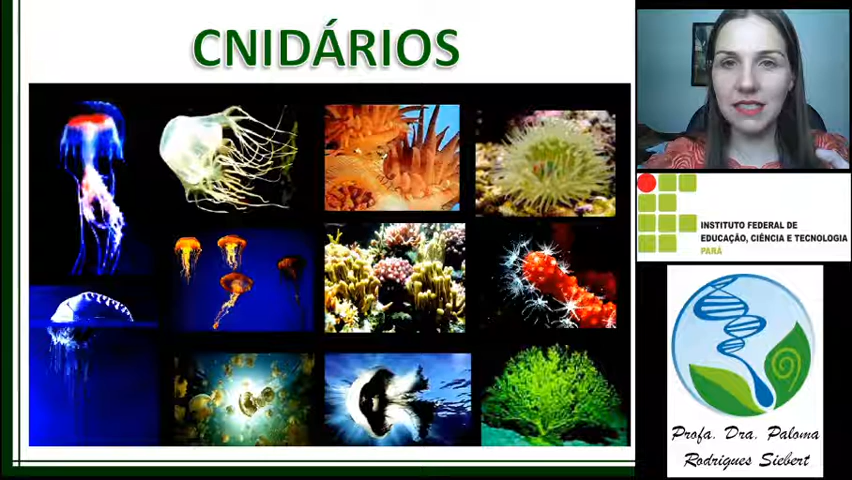 CNIDÁRIOS
INSTITUTO FEDERAL DE
EDUCAÇÃO, CIÊNCIA E TECNOLOGIA
PARÁ
Profa. Dra. Paloma
Rodrigues Siebert